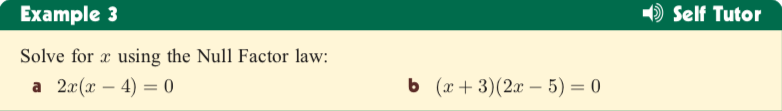 Example 3 Self Tutor
Solve for x using the Null Factor law:
a 2x(x − 4) = 0 b (x + 3)(2x − 5) = 0